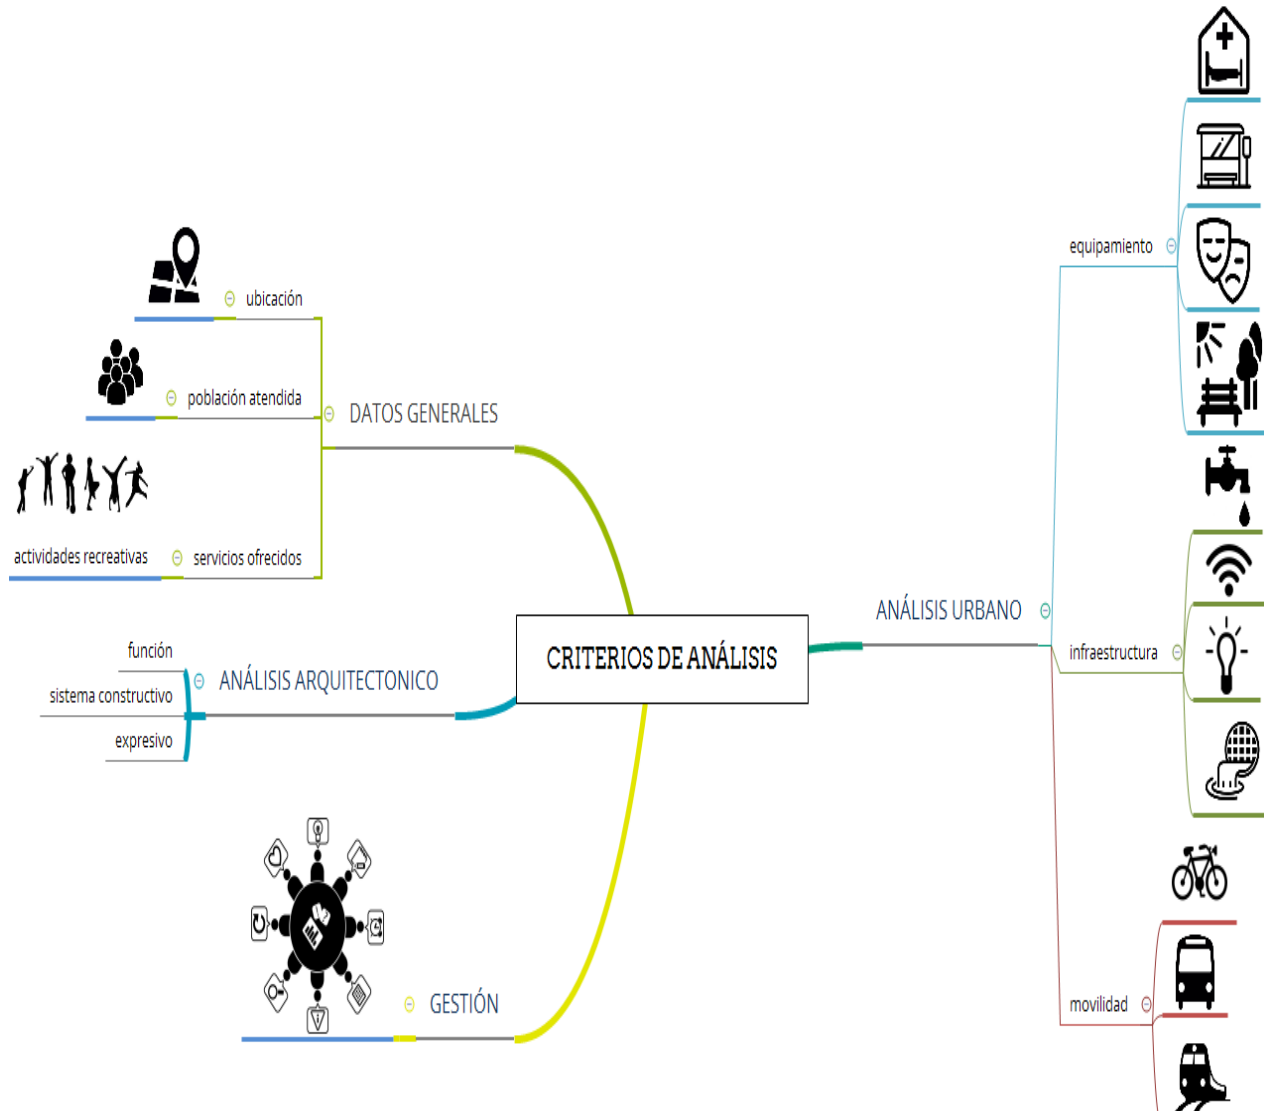 CRITERIOS DE ANÁLISIS
DATOS GENERALES
ubicación
población atendida
servicios ofrecidos
actividades recreativas
ANÁLISIS ARQUITECTONICO
función
sistema constructivo
expresivo
GESTIÓN
ANÁLISIS URBANO
equipamiento
infraestructura
movilidad